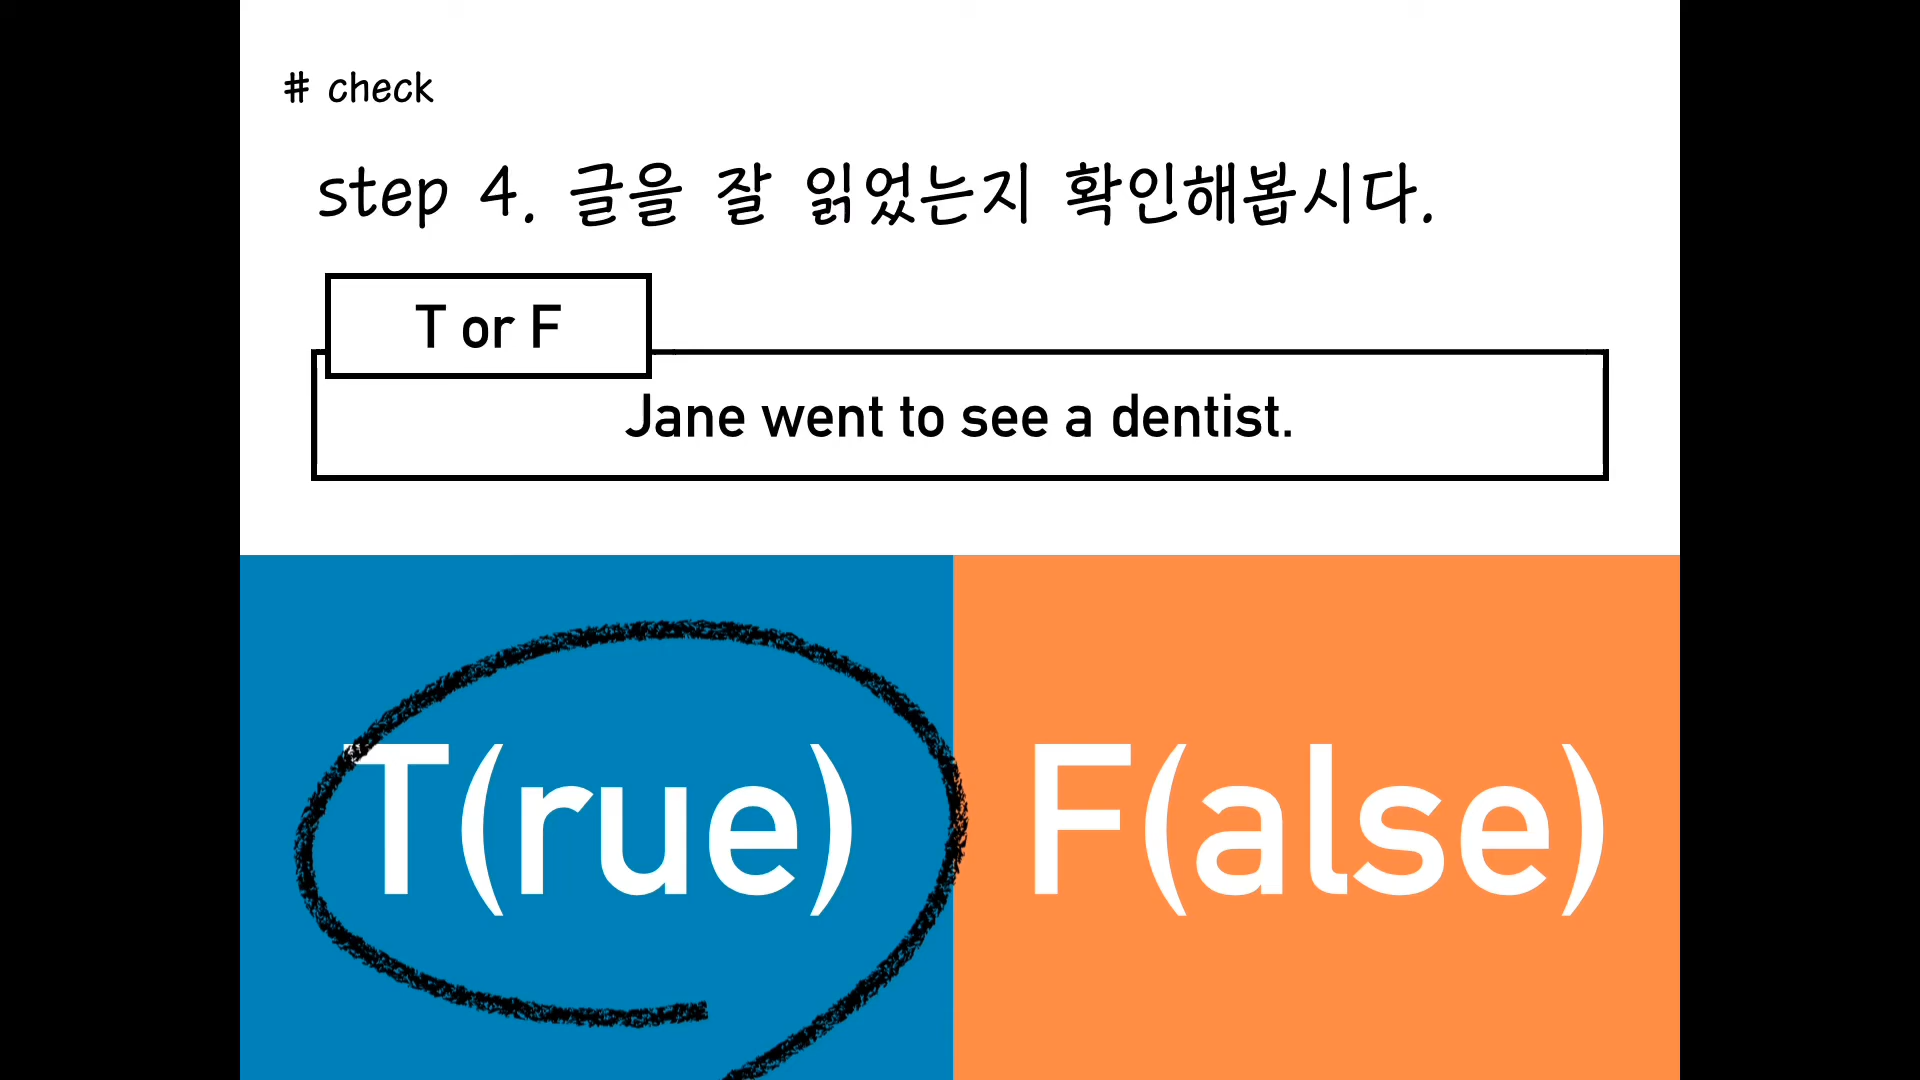 # check
step 4. 글을 잘 읽었는지 확인해봅시다.
T or F
Jane went to see a dentist.
T(rue)
F(alse)